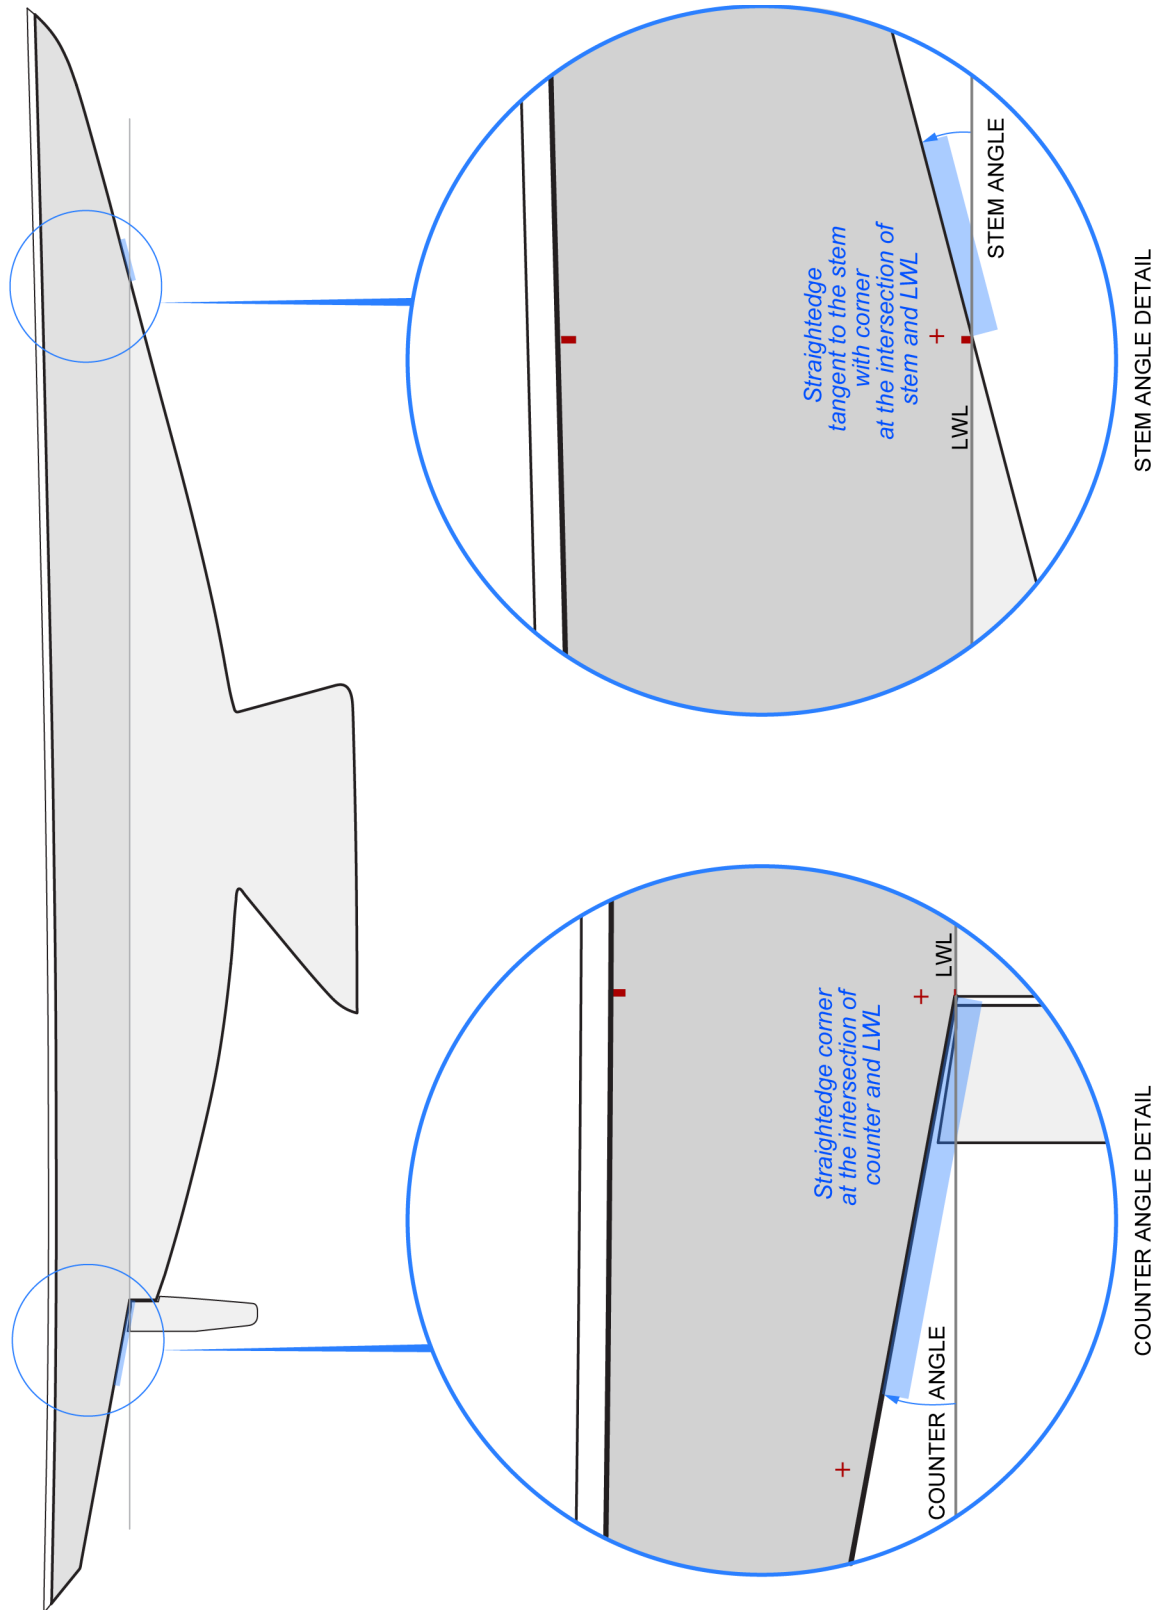 STEM ANGLE
Straightedge
tangent to the stem
with corner
at the intersection of
stem and LWL
LWL
STEM ANGLE DETAIL
LWL
Straightedge corner
at the intersection of
counter and LWL
COUNTER ANGLE
COUNTER ANGLE DETAIL